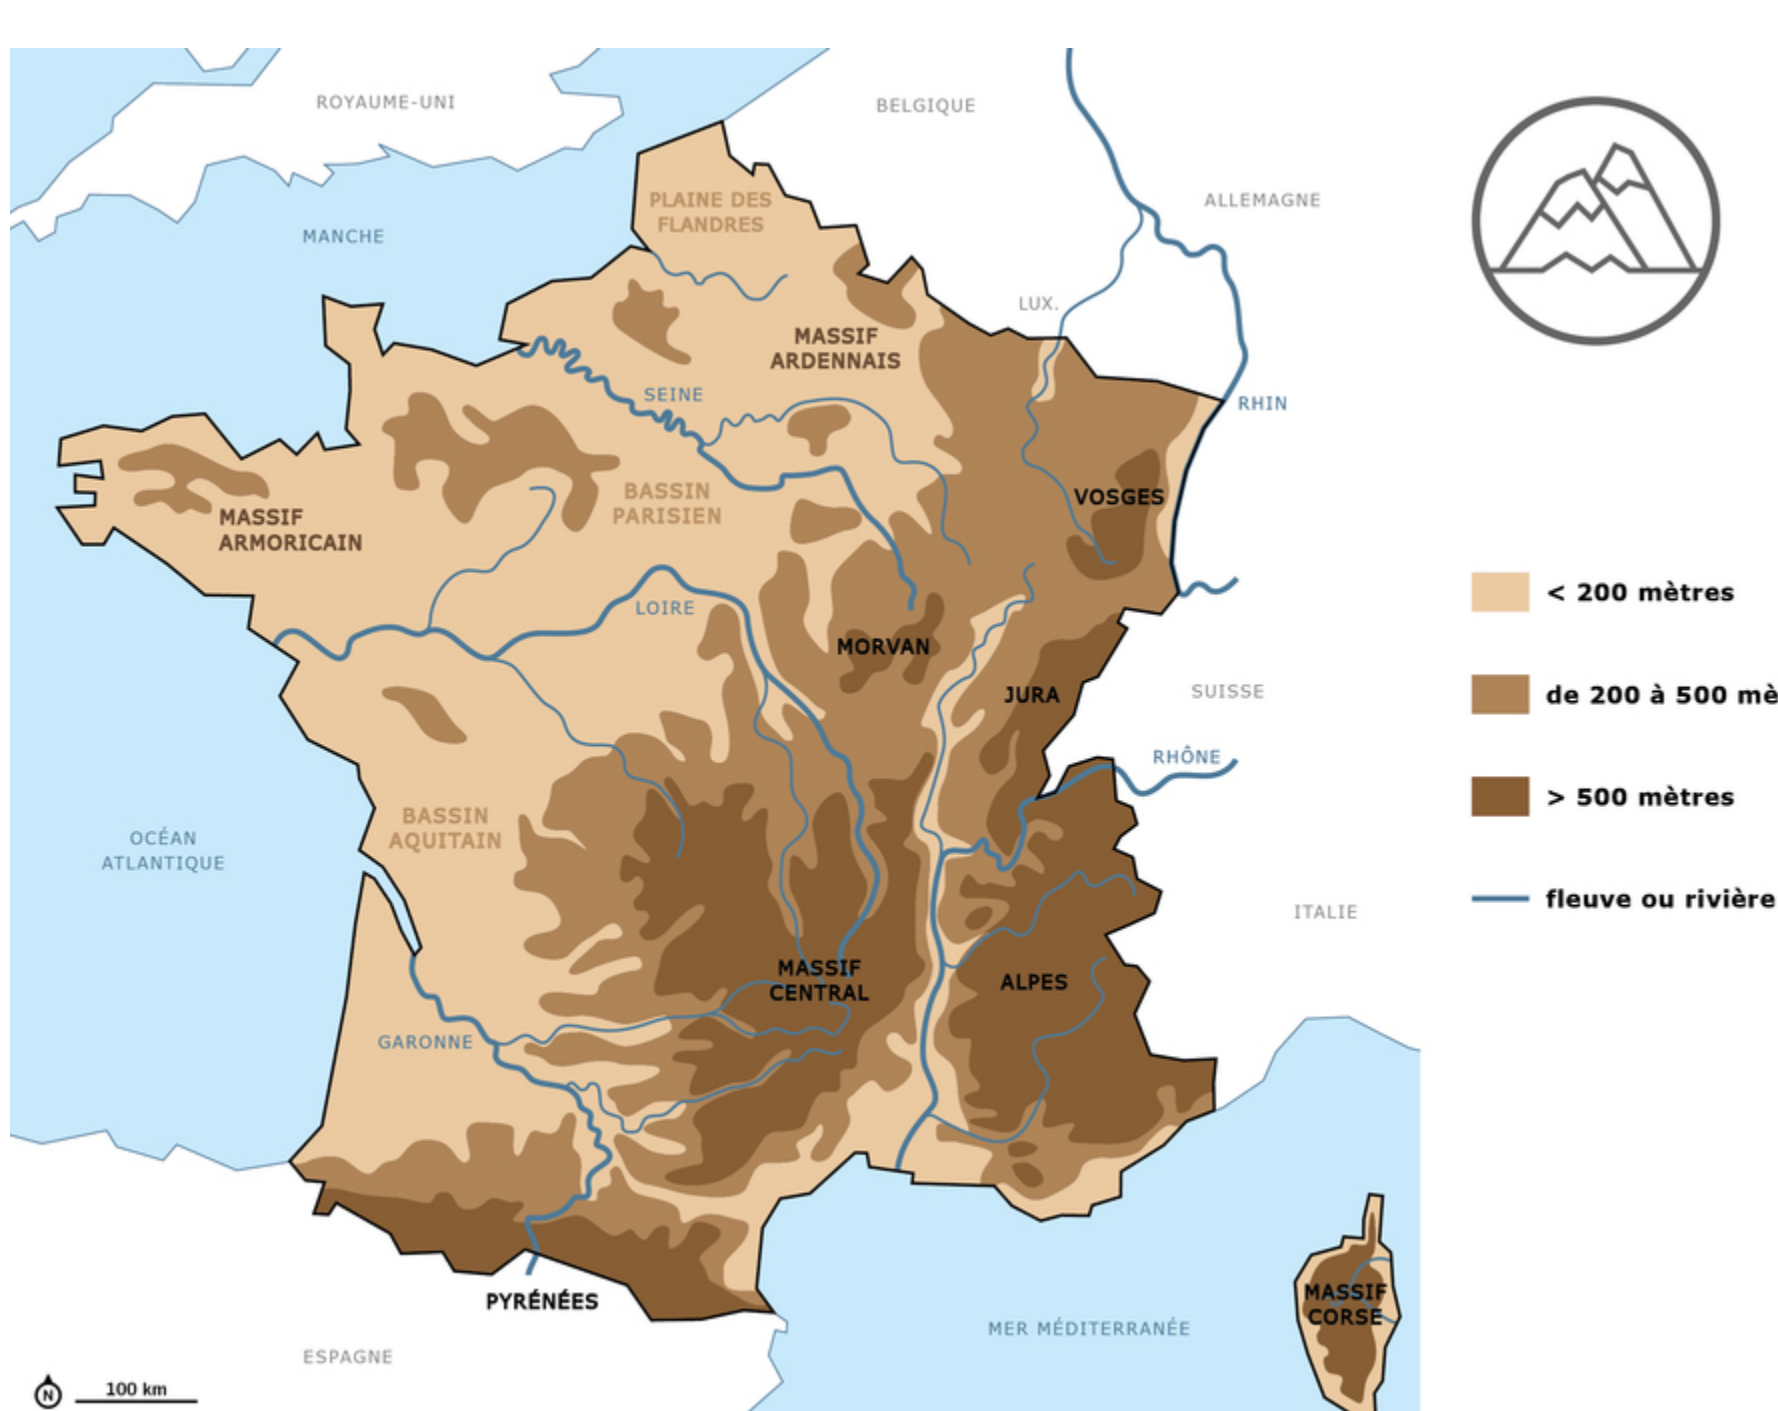 ROYAUME-UNI
BELGIQUE
ALLEMAGNE
PLAINE DES
FLANDRES
MANCHE
LUX.
MASSIF
ARDENNAIS
SEINE
RHIN
BASSIN
PARISIEN
VOSGES
MASSIF
ARMORICAIN
< 200 mètres
LOIRE
MORVAN
JURA
SUISSE
de 200 à 500 mè
RHÔNE
> 500 mètres
BASSIN
AQUITAIN
OCÉAN
ATLANTIQUE
fleuve ou rivière
ITALIE
MASSIF
CENTRAL
ALPES
GARONNE
MASSIF
CORSE
PYRÉNÉES
MER MÉDITERRANÉE
ESPAGNE
N
100 km